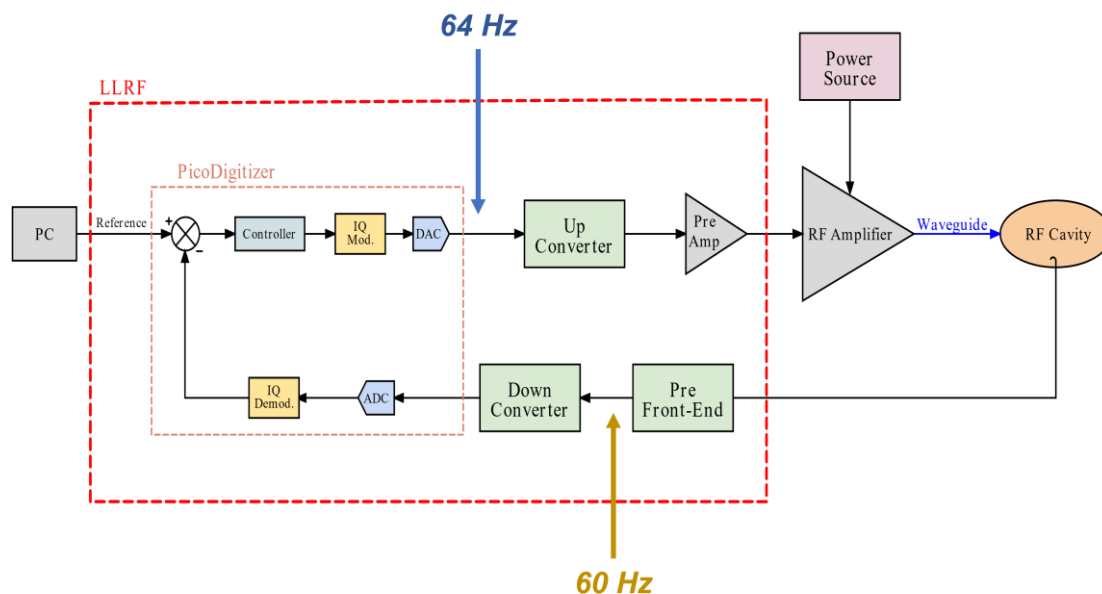 64 Hz
Power
Source
LLRF
PicoDigitizer
PC
Reference
+
−
Controller
IQ
Mod.
DAC
Up
Converter
Pre
Amp
RF Amplifier
Waveguide
RF Cavity
IQ
Demod.
ADC
Down
Converter
Pre
Front-End
60 Hz